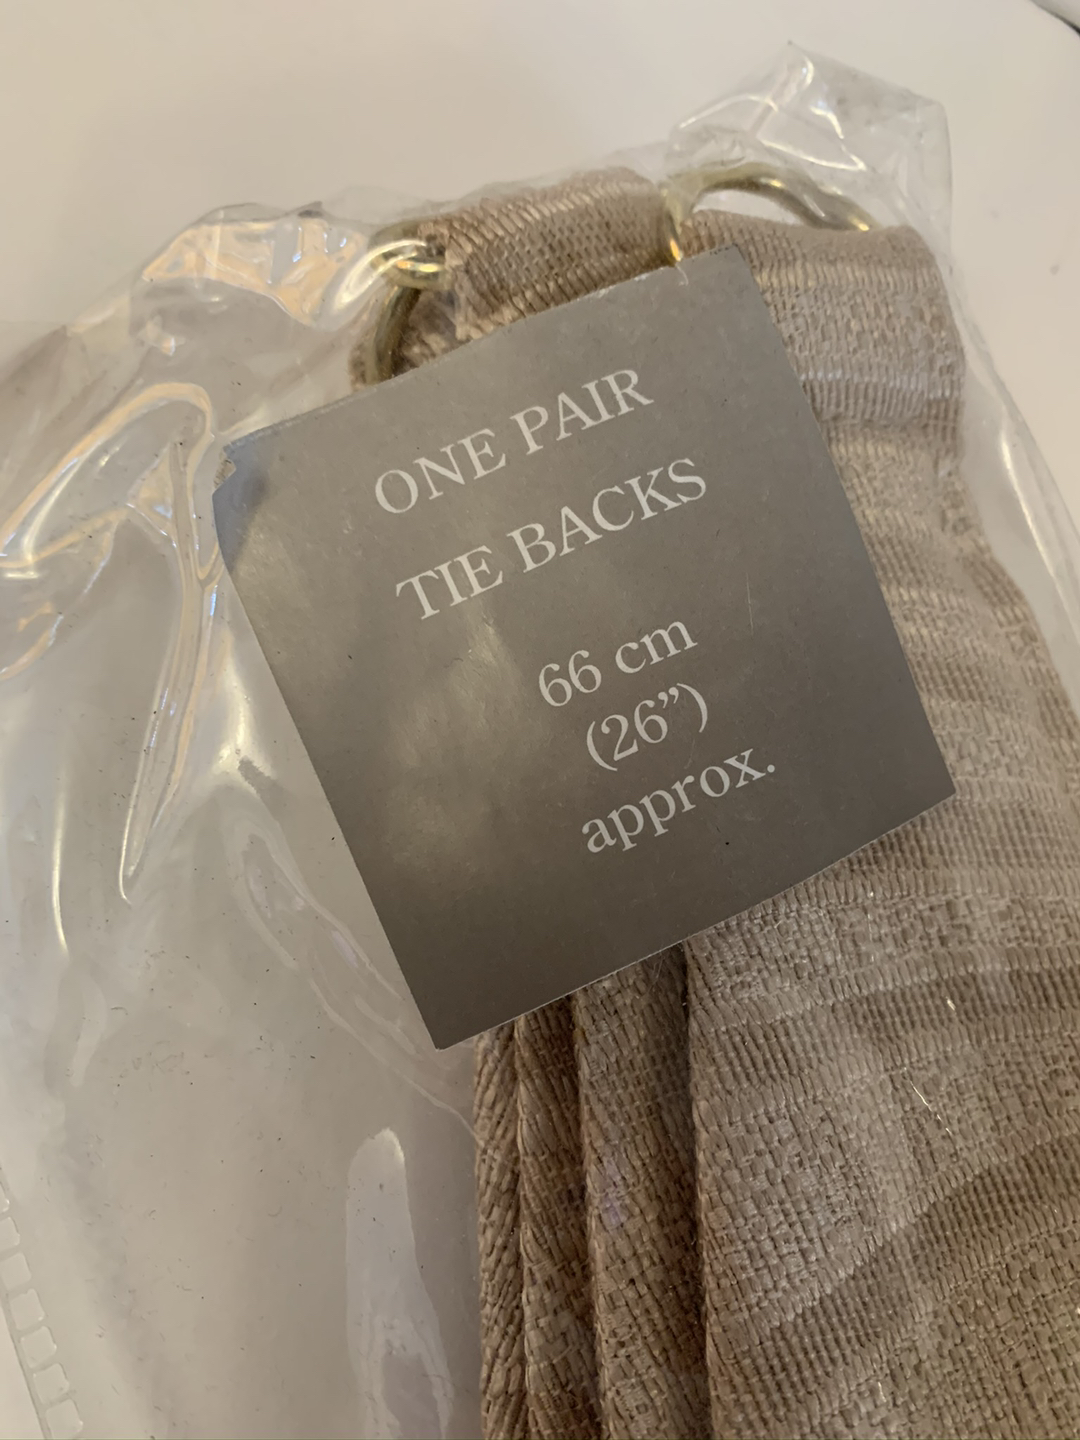 ONE PAIR
TIE BACKS
66 cm
(26”)
approx.